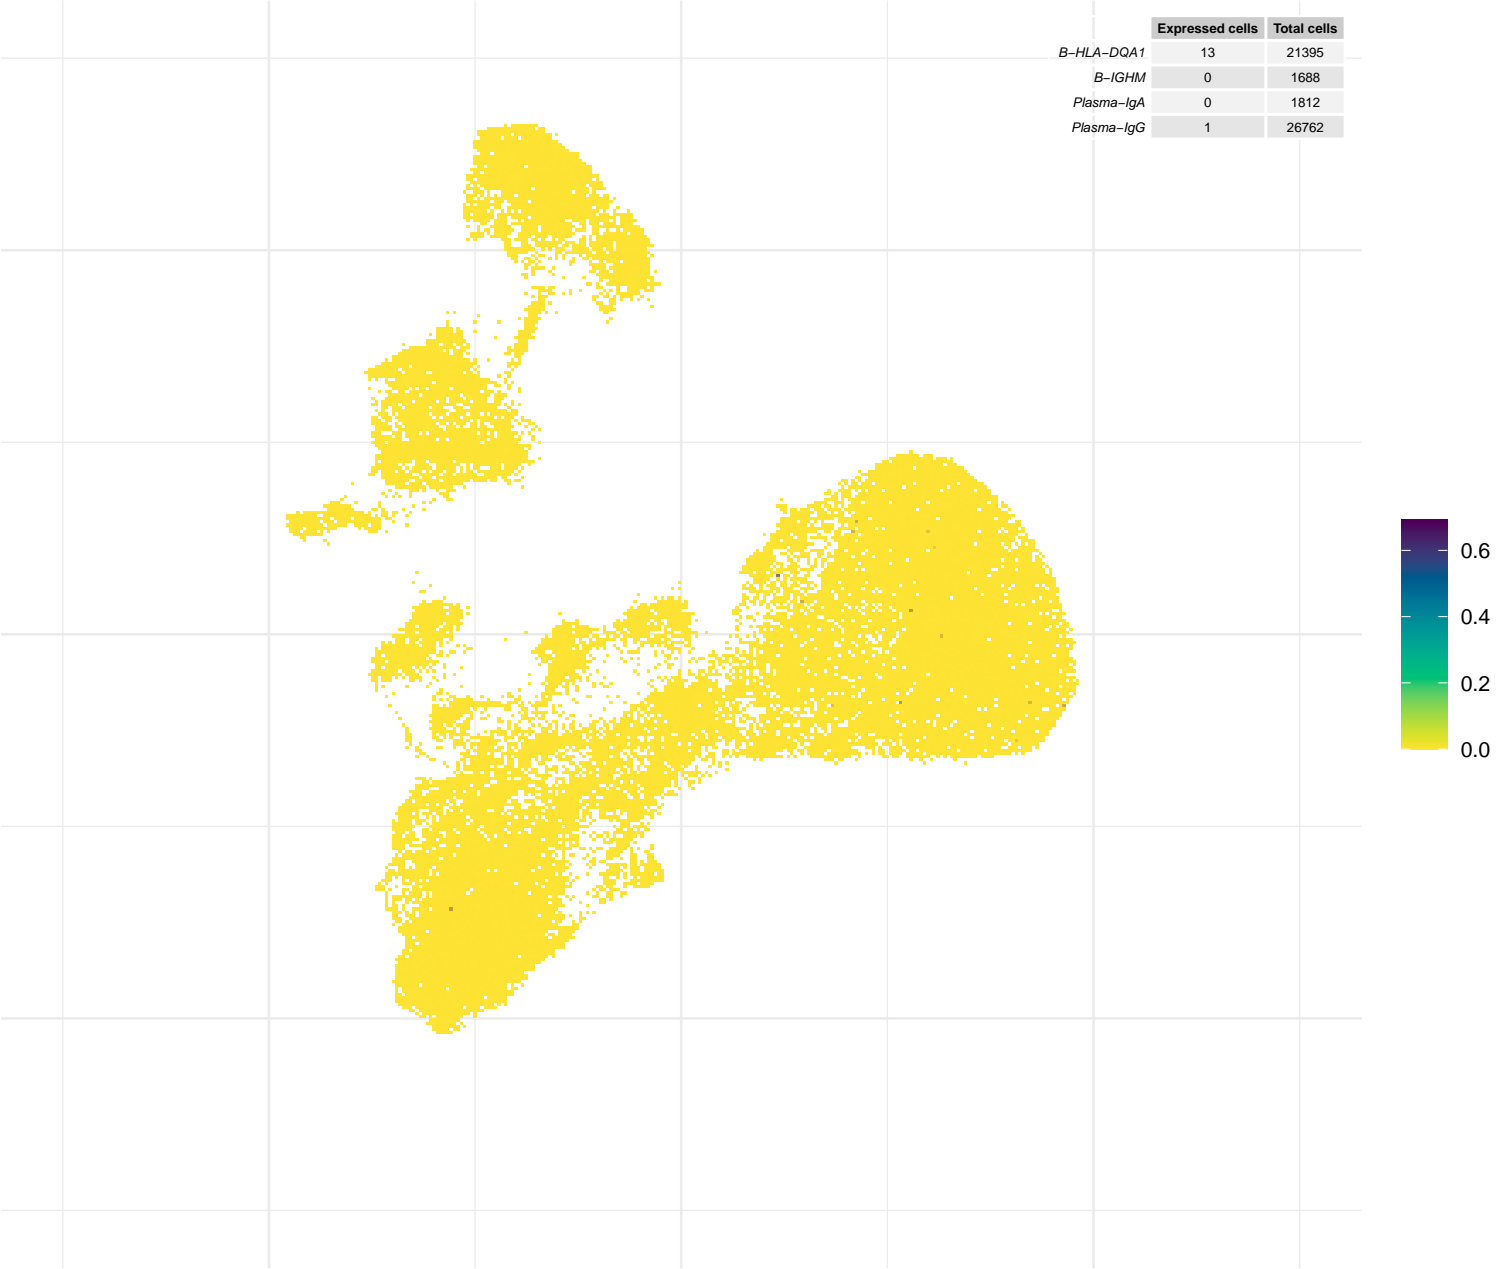 Expressed cells Total cells
B−HLA−DQA1 13 21395
B−IGHM 0 1688
Plasma−IgA 0 1812
Plasma−IgG 1 26762
0.6
0.4
0.2
0.0